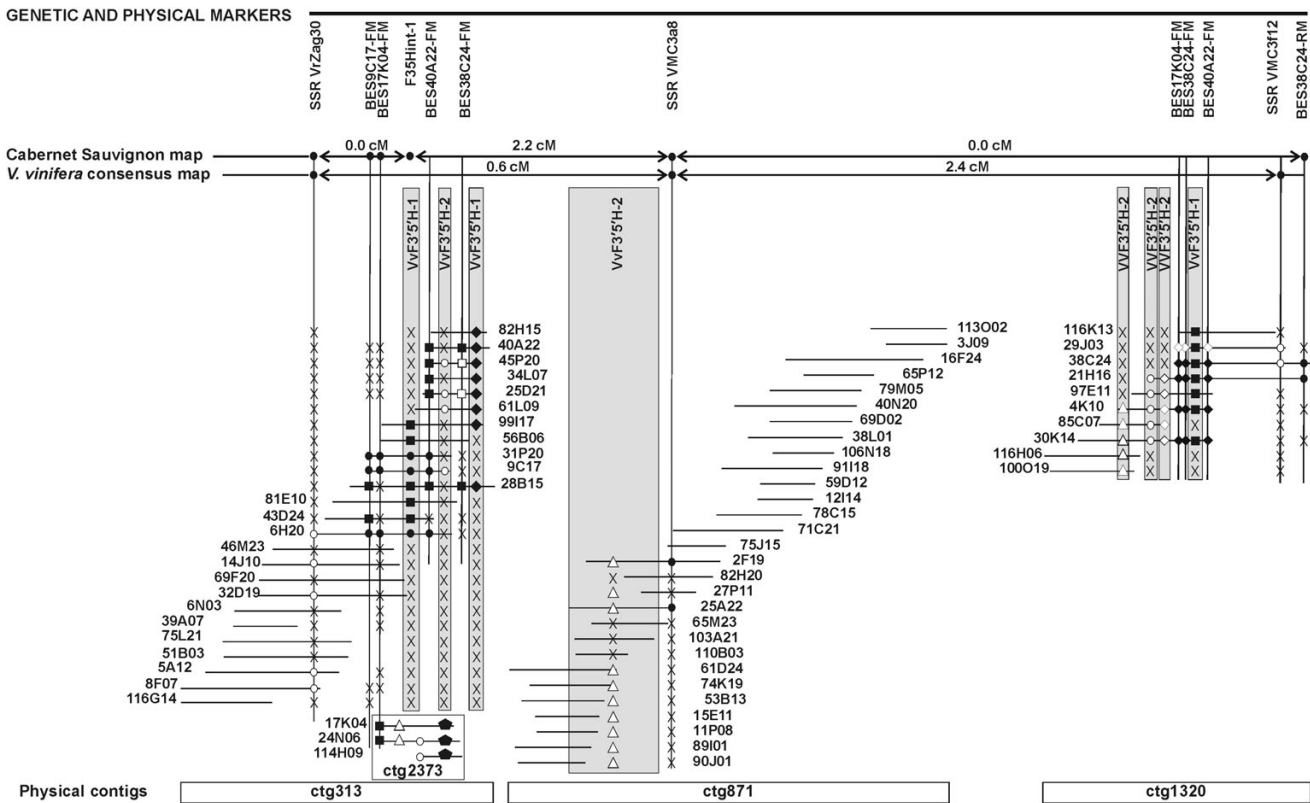 GENETIC AND PHYSICAL MARKERS
SSR VrZag30
BES9C17-FM
BES17K04-FM
F35Hint-1
BES40A22-FM
BES38C24-FM
SSR VMC3a8
BES17K04-FM
BES38C24-FM
BES40A22-FM
SSR VMC3f12
BES38C24-RM
Cabernet Sauvignon map 0.0 cM 2.2 cM 0.0 cM
V. vinifera consensus map 0.6 cM 2.4 cM
VvF3'5'H-1
VvF3'5'H-2
VvF3'5'H-1
VvF3'5'H-2
VVF3'5'H-2
VVF3'5'H-2
VVF3'5'H-2
VvF3'5'H-1
82H15
40A22
45P20
34L07
25D21
61L09
99I17
56B06
31P20
9C17
28B15
81E10
43D24
6H20
46M23
14J10
69F20
32D19
6N03
39A07
75L21
51B03
5A12
8F07
116G14
17K04
24N06
114H09
ctg2373
113O02
3J09
16F24
65P12
79M05
40N20
69D02
38L01
106N18
91I18
59D12
12I14
78C15
71C21
75J15
2F19
82H20
27P11
25A22
65M23
103A21
110B03
61D24
74K19
53B13
15E11
11P08
89I01
90J01
116K13
29J03
38C24
21H16
97E11
4K10
85C07
30K14
116H06
100O19
Physical contigs ctg313 ctg871 ctg1320